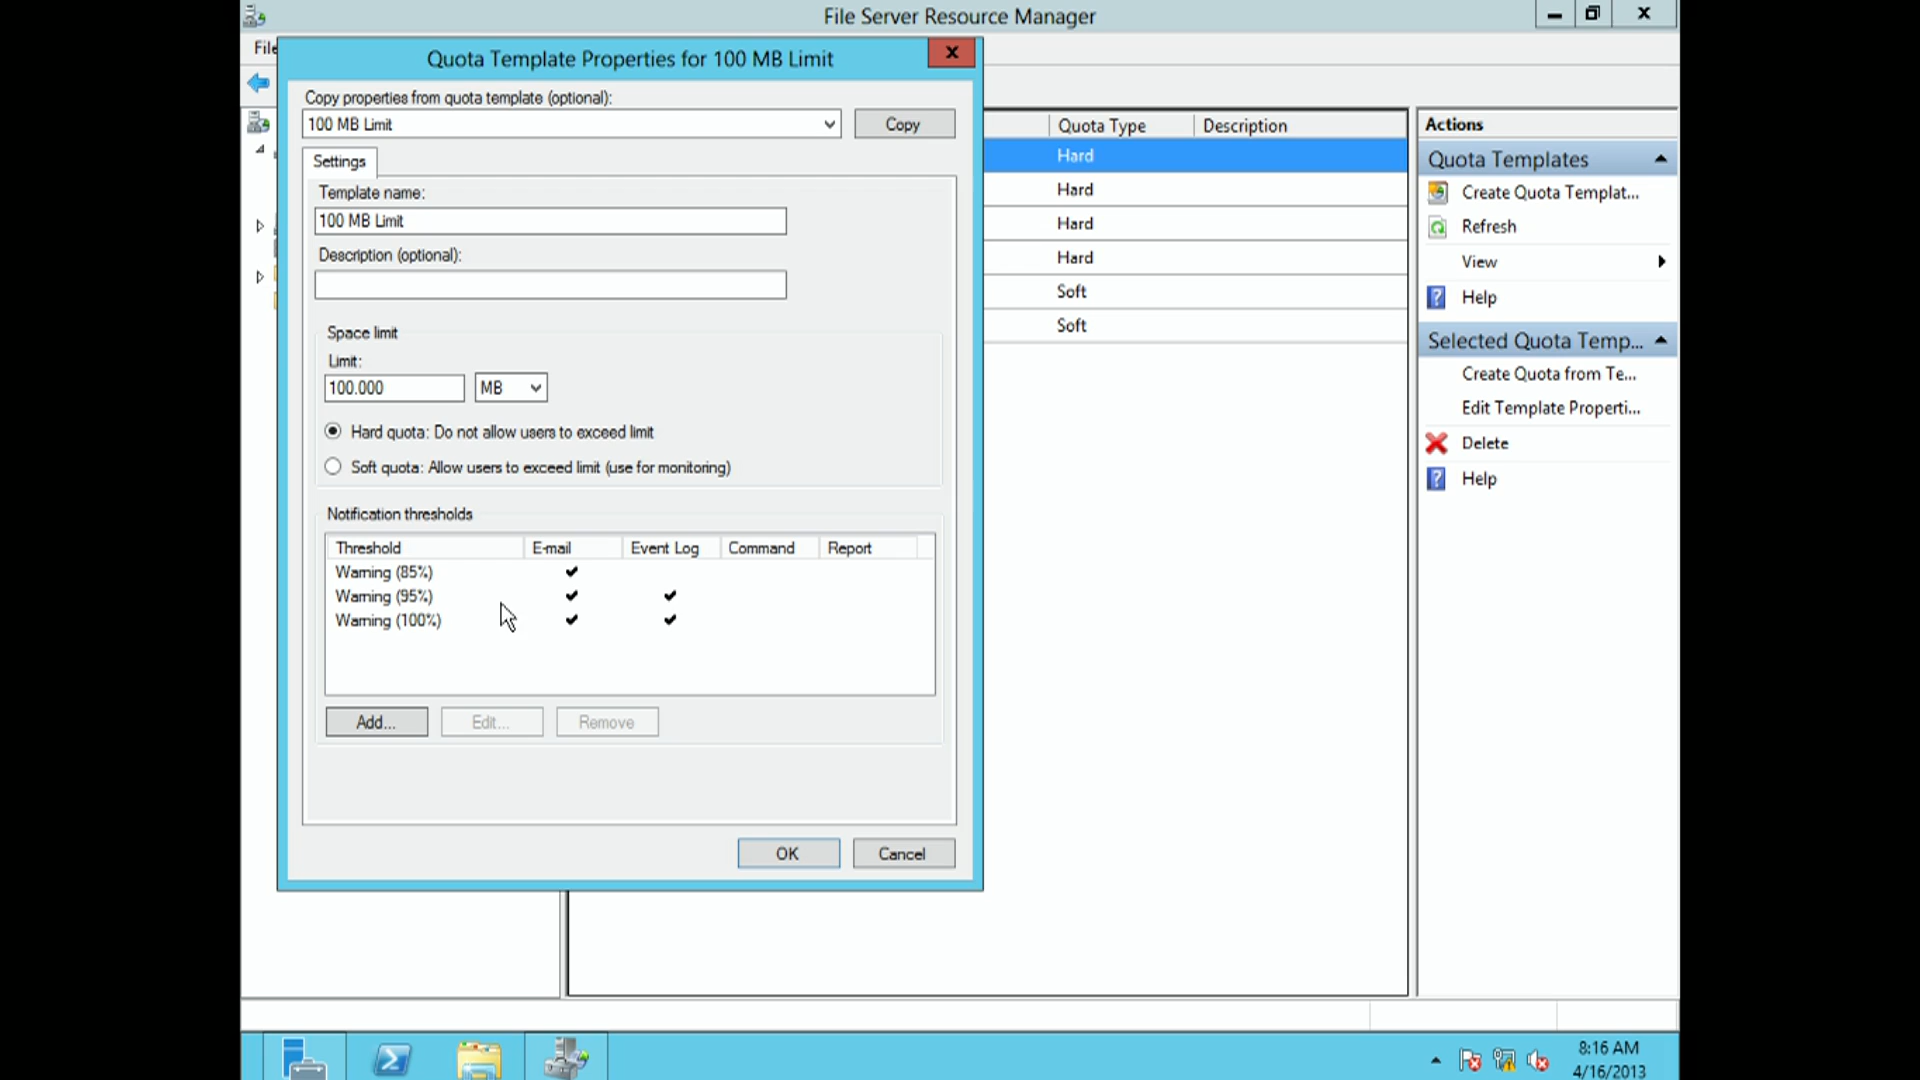 File Server Resource Manager
File
Quota Template Properties for 100 MB Limit
Copy properties from quota template (optional):
100 MB Limit
Copy
Settings
Template name:
100 MB Limit
Description (optional):
Space limit
Limit:
100.000
MB
Hard quota: Do not allow users to exceed limit
Soft quota: Allow users to exceed limit (use for monitoring)
Notification thresholds
Threshold E-mail Event Log Command Report
Warning (85%)
Warning (95%)
Warning (100%)
Add...
Edit...
Remove
OK
Cancel
Quota Type Description
Hard
Hard
Hard
Hard
Soft
Soft
Actions
Quota Templates
Create Quota Templat...
Refresh
View
Help
Selected Quota Temp...
Create Quota from Te...
Edit Template Properti...
Delete
Help
8:16 AM
4/16/2013